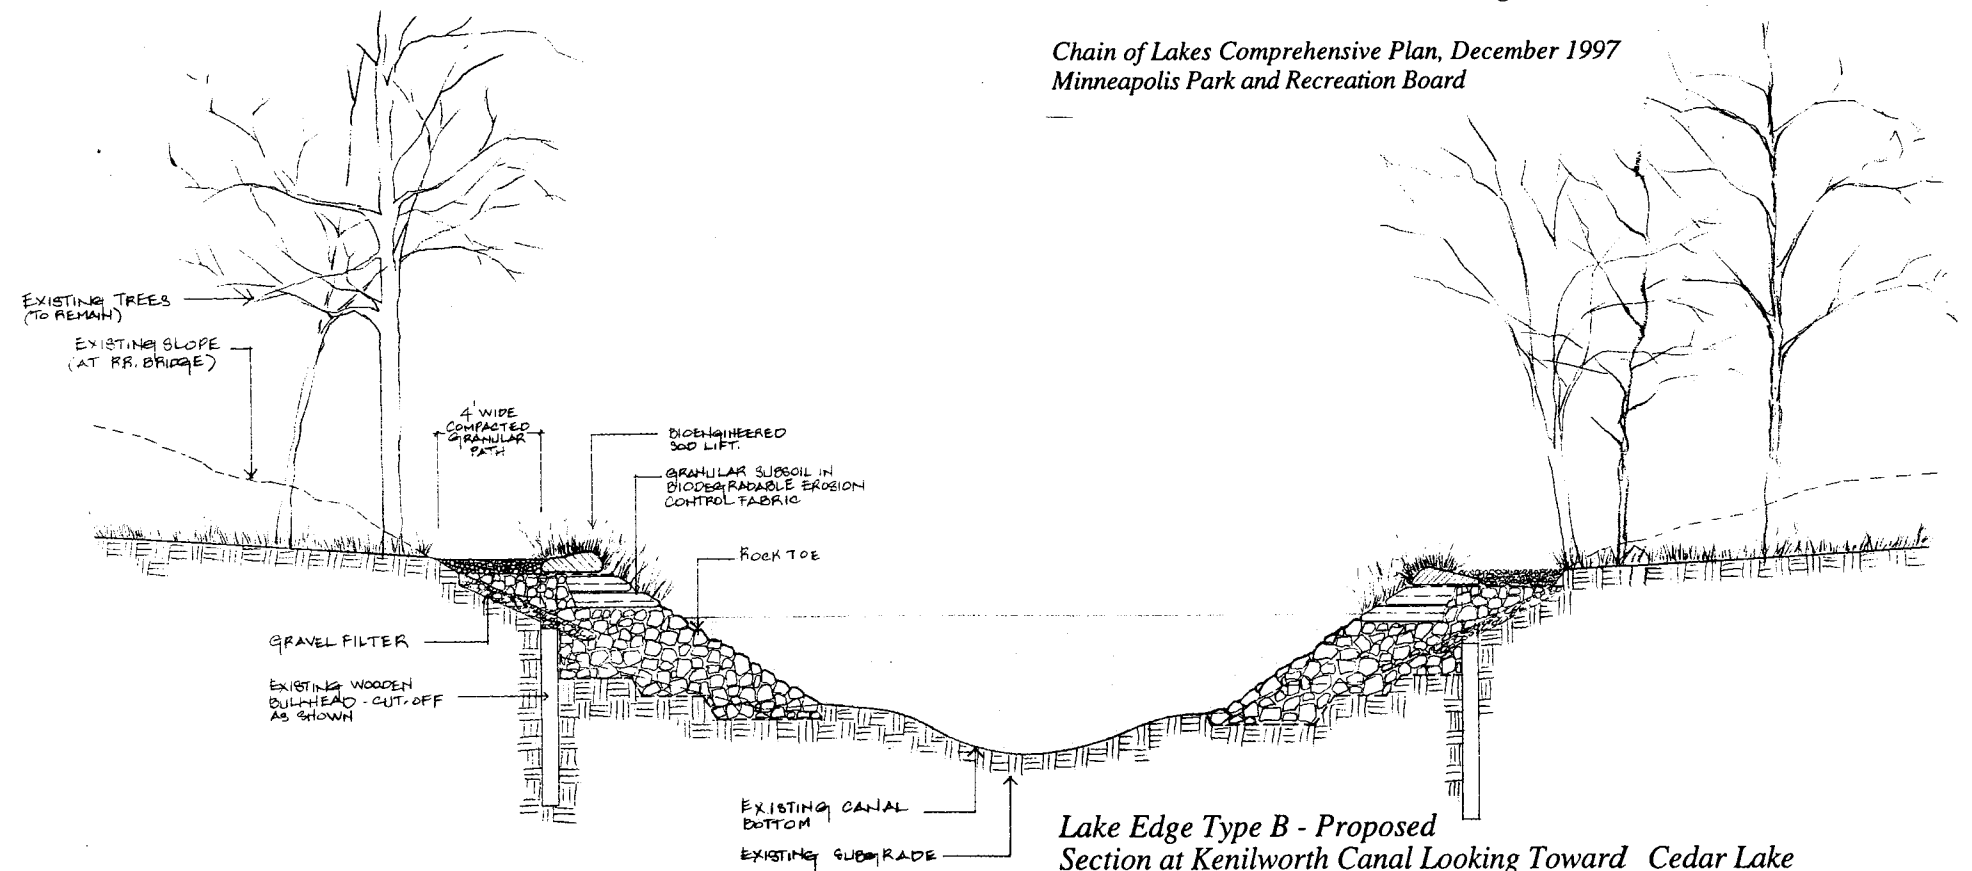 Chain of Lakes Comprehensive Plan, December 1997
Minneapolis Park and Recreation Board
EXISTING TREES
(TO REMAIN)
EXISTING SLOPE
(AT RR. BRIDGE)
4' WIDE
COMPACTED
GRANULAR
PATH
BIOENGINEERED
SOD LIFT.
GRANULAR SUBSOIL IN
BIODEGRADABLE EROSION
CONTROL FABRIC
ROCK TOE
GRAVEL FILTER
EXISTING WOODEN
BULKHEAD - CUT-OFF
AS SHOWN
EXISTING CANAL
BOTTOM
EXISTING SUBGRADE
Lake Edge Type B - Proposed
Section at Kenilworth Canal Looking Toward Cedar Lake